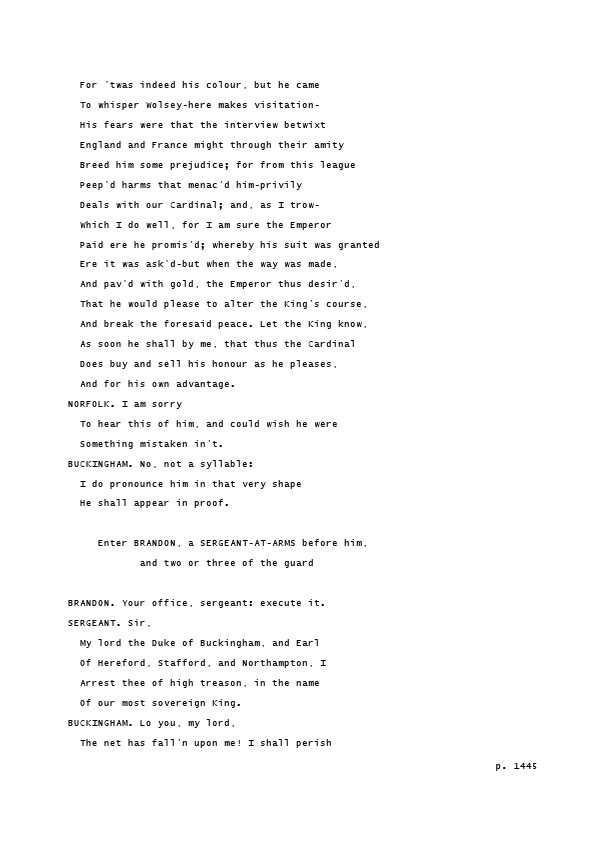 For 'twas indeed his colour, but he came
To whisper Wolsey-here makes visitation-
His fears were that the interview betwixt
England and France might through their amity
Breed him some prejudice; for from this league
Peep'd harms that menac'd him-privily
Deals with our Cardinal; and, as I trow-
Which I do well, for I am sure the Emperor
Paid ere he promis'd; whereby his suit was granted
Ere it was ask'd-but when the way was made,
And pav'd with gold, the Emperor thus desir'd,
That he would please to alter the King's course,
And break the foresaid peace. Let the King know,
As soon he shall by me, that thus the Cardinal
Does buy and sell his honour as he pleases,
And for his own advantage.
NORFOLK. I am sorry
To hear this of him, and could wish he were
Something mistaken in't.
BUCKINGHAM. No, not a syllable:
I do pronounce him in that very shape
He shall appear in proof.
Enter BRANDON, a SERGEANT-AT-ARMS before him,
and two or three of the guard
BRANDON. Your office, sergeant: execute it.
SERGEANT. Sir,
My lord the Duke of Buckingham, and Earl
Of Hereford, Stafford, and Northampton, I
Arrest thee of high treason, in the name
Of our most sovereign King.
BUCKINGHAM. Lo you, my lord,
The net has fall'n upon me! I shall perish
p. 1445